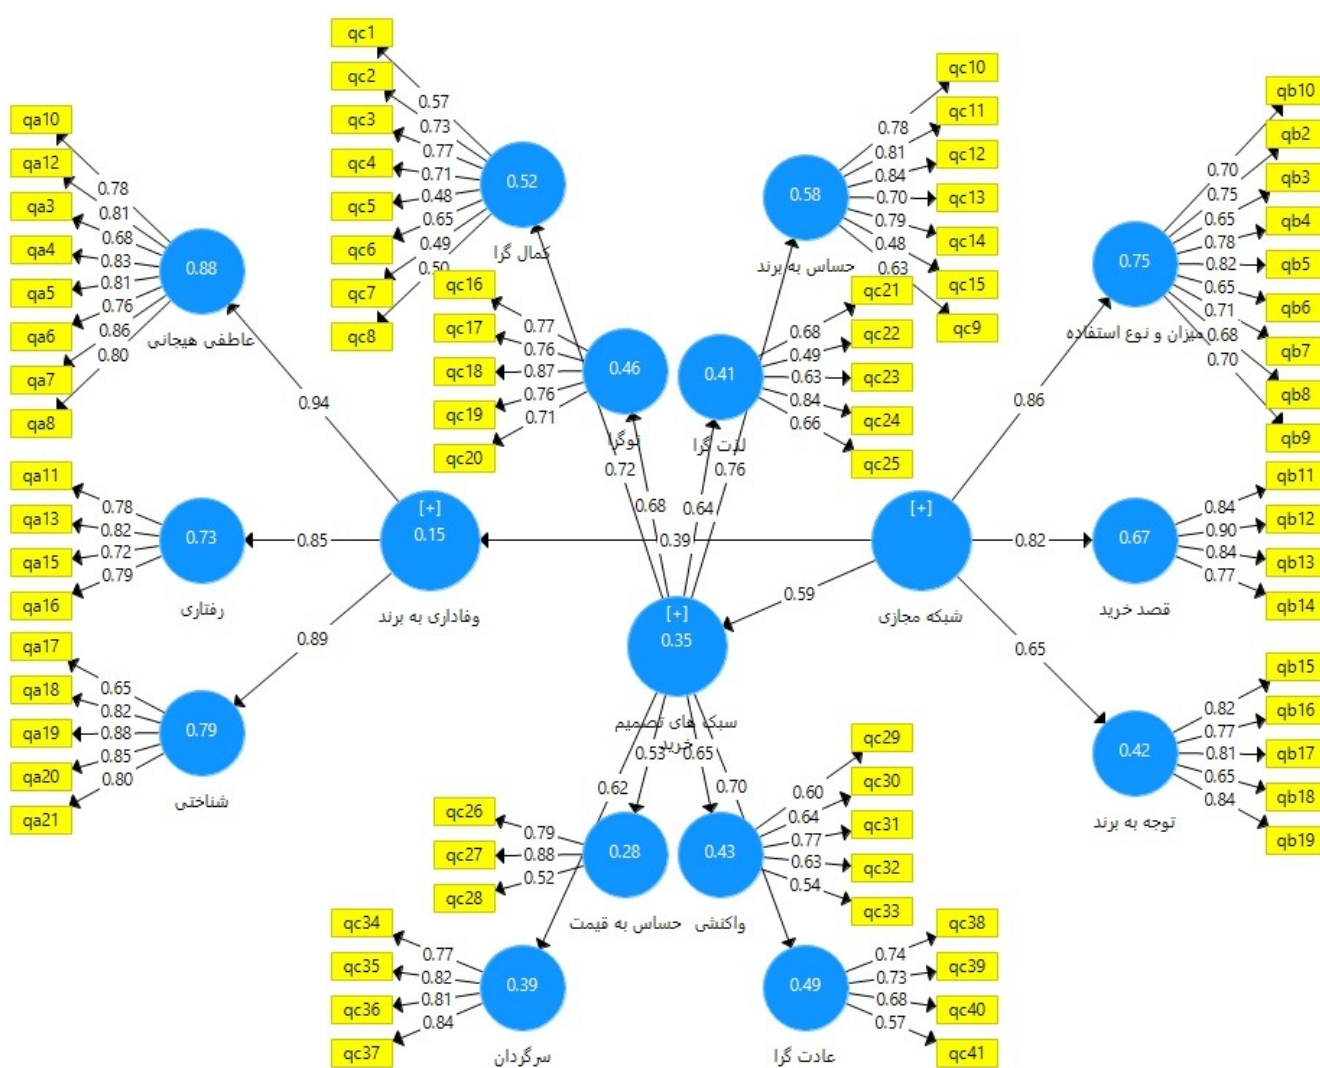 qc1
qc2
qc3
qc4
qc5
qc6
qc7
qc8
0.57
0.73
0.77
0.71
0.48
0.65
0.49
0.50
0.52
کمال گرا
qc10
qc11
qc12
qc13
qc14
qc15
qc9
0.78
0.81
0.84
0.70
0.79
0.48
0.63
0.58
حساس به برند
qb10
qb2
qb3
qb4
qb5
qb6
qb7
qb8
qb9
0.70
0.75
0.65
0.78
0.82
0.65
0.71
0.68
0.70
0.75
میزان و نوع استفاده
qa10
qa12
qa3
qa4
qa5
qa6
qa7
qa8
0.78
0.81
0.68
0.83
0.81
0.76
0.86
0.80
0.88
عاطفی هیجانی
qc16
qc17
qc18
qc19
qc20
0.77
0.76
0.87
0.76
0.71
0.46
نوگرا
qc21
qc22
qc23
qc24
qc25
0.68
0.49
0.63
0.84
0.66
0.41
لذت گرا
0.94
0.72
0.68
0.64
0.76
0.86
qa11
qa13
qa15
qa16
0.78
0.82
0.72
0.79
0.73
رفتاری
0.85
[+]
0.15
وفاداری به برند
0.39
[+]
شبکه مجازی
0.82
qb11
qb12
qb13
qb14
0.84
0.90
0.84
0.77
0.67
قصد خرید
0.59
0.89
0.65
[+]
0.35
سبک های تصمیم
خرید
qa17
qa18
qa19
qa20
qa21
0.65
0.82
0.88
0.85
0.80
0.79
شناختی
qb15
qb16
qb17
qb18
qb19
0.82
0.77
0.81
0.65
0.84
0.42
توجه به برند
0.62
0.53
0.65
0.70
qc26
qc27
qc28
0.79
0.88
0.52
0.28
حساس به قیمت
qc29
qc30
qc31
qc32
qc33
0.60
0.64
0.77
0.63
0.54
0.43
واکنشی
qc34
qc35
qc36
qc37
0.77
0.82
0.81
0.84
0.39
سرگردان
qc38
qc39
qc40
qc41
0.74
0.73
0.68
0.57
0.49
عادت گرا